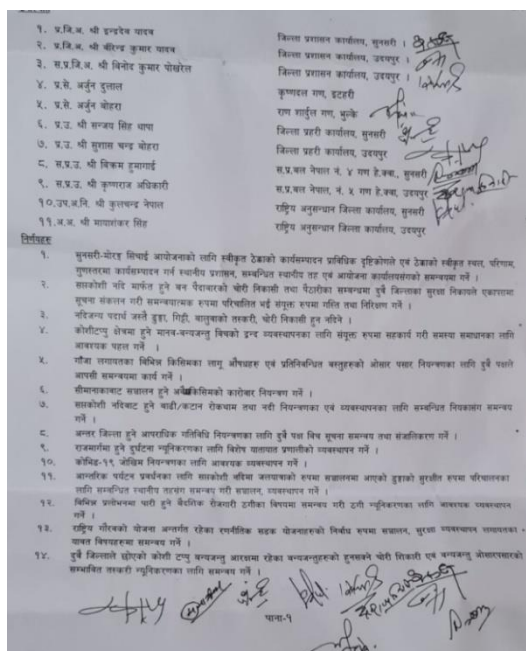 १. प्र.जि.अ. श्री इन्द्रदेव यादव जिल्ला प्रशासन कार्यालय, सुनसरी ।
२. प्र.जि.अ. श्री बीरेन्द्र कुमार यादव जिल्ला प्रशासन कार्यालय, उदयपुर ।
३. स.प्र.जि.अ. श्री विनोद कुमार पोखरेल जिल्ला प्रशासन कार्यालय, उदयपुर ।
४. प्र.से. अर्जुन दुलाल कृष्णदल गण, इटहरी
५. प्र.से. अर्जुन बोहरा राण शार्दुल गण, भुल्के
६. प्र.उ. श्री सन्जय सिंह थापा जिल्ला प्रहरी कार्यालय, सुनसरी
७. प्र.उ. श्री सुभाष चन्द्र बोहरा जिल्ला प्रहरी कार्यालय, उदयपुर
८. स.प्र.उ. श्री बिक्रम हुमागाई स.प्र.बल नेपाल नं. ४ गण हे.क्वा, सुनसरी
९. स.प्र.उ. श्री कृष्णराज अधिकारी स.प्र.बल नेपाल, नं. ५ गण हे.क्वा, उदयपुर
१०. उप.अ.नि. श्री कुलचन्द्र नेपाल राष्ट्रिय अनुसन्धान जिल्ला कार्यालय, सुनसरी
११. अ.अ. श्री मायाशंकर सिंह राष्ट्रिय अनुसन्धान जिल्ला कार्यालय, उदयपुर
निर्णयहरु
१. सुनसरी-मोरङ सिंचाई आयोजनाको लागि स्वीकृत ठेक्काको कार्यसम्पादन प्राविधिक दृष्टिकोणले एवं ठेक्काको स्वीकृत स्थल, परिणाम,
गुणस्तरमा कार्यसम्पादन गर्न स्थानीय प्रशासन, सम्बन्धित स्थानीय तह एवं आयोजना कार्यालयसंगको समन्वयमा गर्ने ।
२. सप्तकोशी नदि मार्फत हुने वन पैदावारको चोरी निकासी तथा पैठारीका सम्बन्धमा दुबै जिल्लाका सुरक्षा निकायले एकापसमा
सूचना संकलन गरी समन्वयात्मक रुपमा परिचालित भई संयुक्त रुपमा गस्ति तथा निरिक्षण गर्ने ।
३. नदिजन्य पदार्थ जस्तै ढुङ्गा, गिट्टी, वालुवाको तस्करी, चोरी निकासी हुन नदिने ।
४. कोशीटप्पु क्षेत्रमा हुने मानव-वन्यजन्तु बिचको द्वन्द व्यवस्थापनका लागि संयुक्त रुपमा सहकार्य गरी समस्या समाधानका लागि
आवश्यक पहल गर्ने ।
५. गाँजा लगायतका विभिन्न किसिमका लागू औषधहरु एवं प्रतिबन्धित वस्तुहरुको ओसार पसार नियन्त्रणका लागि दुबै पक्षले
आपसी समन्वयमा कार्य गर्ने ।
६. सीमानाकाबाट सञ्चालन हुने अवैध किसिमको कारोबार नियन्त्रण गर्ने ।
७. सप्तकोशी नदिबाट हुने बाढी/कटान रोकथाम तथा नदी नियन्त्रणका एवं व्यवस्थापनका लागि सम्बन्धित निकायसंग समन्वय
गर्ने ।
८. अन्तर जिल्ला हुने आपराधिक गतिविधि नियन्त्रणका लागि दुबै पक्ष विच सूचना समन्वय तथा संजालिकरण गर्ने ।
९. राजमार्गमा हुने दुर्घटना न्यूनिकरणका लागि विशेष यातायात प्रणालीको व्यवस्थापन गर्ने ।
१०. कोभिड-१९, जोखिम नियन्त्रणका लागि आवश्यक व्यवस्थापन गर्ने ।
११. आन्तरिक पर्यटन प्रवर्धनका लागि सप्तकोशी नदिमा जलयात्राको रुपमा सञ्चालनमा आएको डुङ्गाको सुरक्षीत रुपमा परिचालनका
लागि सम्बन्धित स्थानीय तहसंग समन्वय गरी सञ्चालन, व्यवस्थापन गर्ने ।
१२. विभिन्न प्रलोभनमा पारी हुने बैदेशिक रोजगारी ठगीका बिषयमा समन्वय गरी ठगी न्यूनिकरणका लागि आवश्यक व्यवस्थापन
गर्ने ।
१३. राष्ट्रिय गौरवको योजना अन्तर्गत रहेका रणनीतिक सडक योजनाहरुको निर्वाध रुपमा सञ्चालन, सुरक्षा व्यवस्थापन लगायतका
यावत बिषयहरुमा समन्वय गर्ने ।
१४. दुबै जिल्लाले छोएको कोशी टप्पु वन्यजन्तु आरक्षमा रहेका वन्यजन्तुहरुको हुनसक्ने चोरी शिकारी एवं वन्यजन्तु ओसारपसारको
सम्भावित तस्करी न्यूनिकरणका लागि समन्वय गर्ने ।
पाना-१